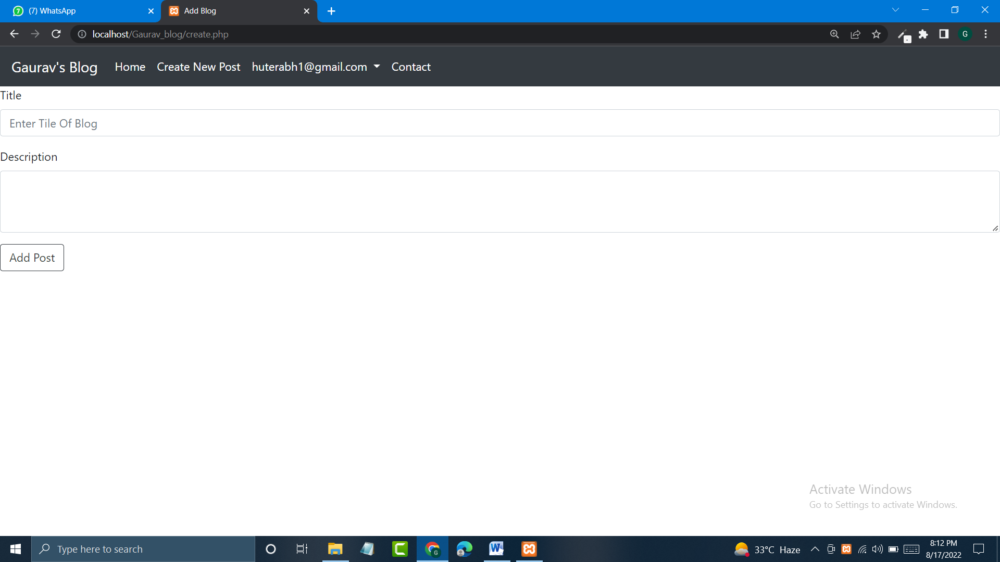 7 (7) WhatsApp
Add Blog
localhost/Gaurav_blog/create.php
G
Gaurav's Blog Home Create New Post huterabh1@gmail.com Contact
Title
Enter Tile Of Blog
Description
Add Post
Activate Windows
Go to Settings to activate Windows.
Type here to search
G
W
33°C Haze
8:12 PM
8/17/2022